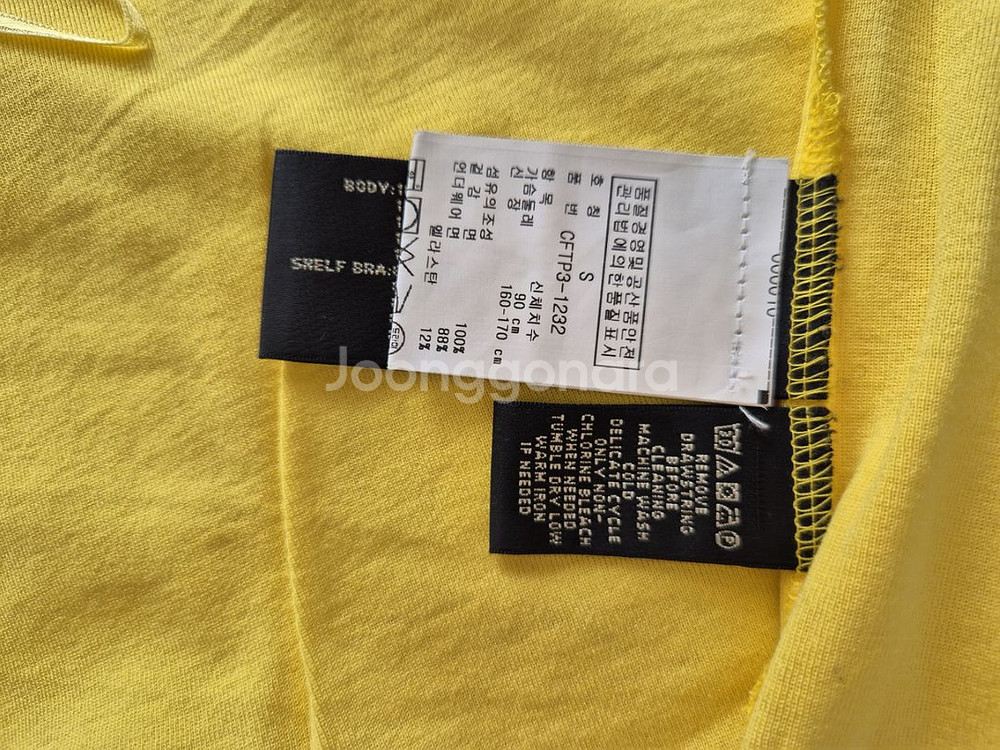 품질경영및 공산품안전
관리법에의한품질표시
호 칭 S
품 번 CFTP3-1232
항 목 신체치수
가슴둘레 90 cm
신 장 160-170 cm
섬유의조성
겉 감 면 100%
언더웨어 면 88%
엘라스탄 12%
BODY:
SHELF BRA:
REMOVE
DRAWSTRING
BEFORE
CLEANING
MACHINE WASH
COLD
DELICATE CYCLE
ONLY NON-
CHLORINE BLEACH
WHEN NEEDED
TUMBLE DRY LOW
WARM IRON
IF NEEDED
Joonggonara